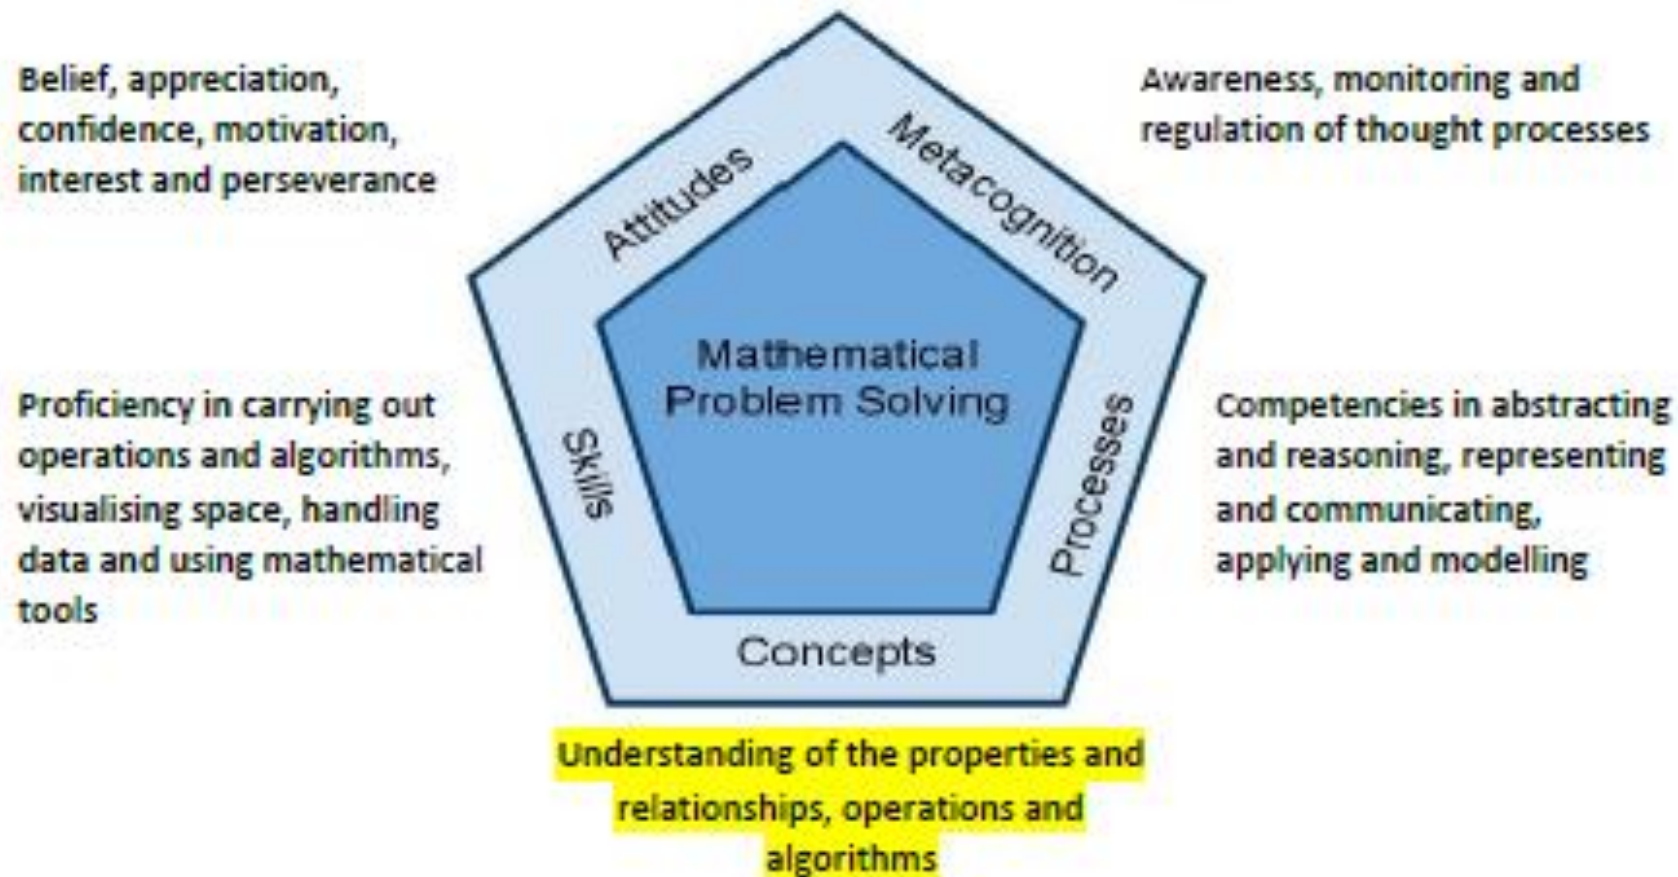 Belief, appreciation,
confidence, motivation,
interest and perseverance
Attitudes
Metacognition
Awareness, monitoring and
regulation of thought processes
Mathematical
Problem Solving
Proficiency in carrying out
operations and algorithms,
visualising space, handling
data and using mathematical
tools
Skills
Processes
Competencies in abstracting
and reasoning, representing
and communicating,
applying and modelling
Concepts
Understanding of the properties and
relationships, operations and
algorithms